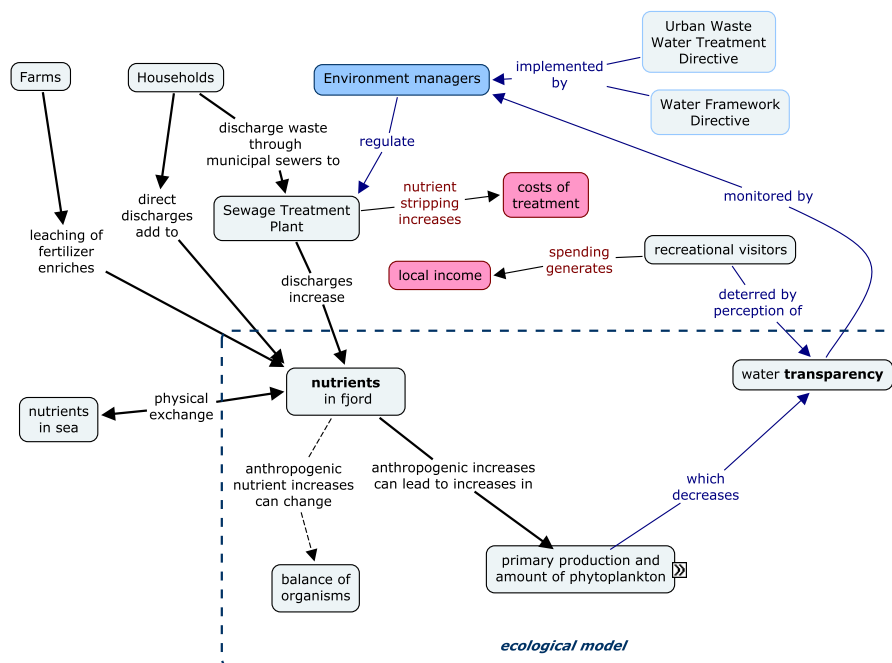 Urban Waste
Water Treatment
Directive
Farms
Households
Environment managers
implemented
by
Water Framework
Directive
discharge waste
through
municipal sewers to
regulate
direct
discharges
add to
nutrient
stripping
increases
costs of
treatment
monitored by
Sewage Treatment
Plant
leaching of
fertilizer
enriches
recreational visitors
spending
generates
local income
discharges
increase
deterred by
perception of
nutrients
in fjord
water transparency
nutrients
in sea
physical
exchange
anthropogenic
nutrient increases
can change
anthropogenic increases
can lead to increases in
which
decreases
balance of
organisms
primary production and
amount of phytoplankton
ecological model